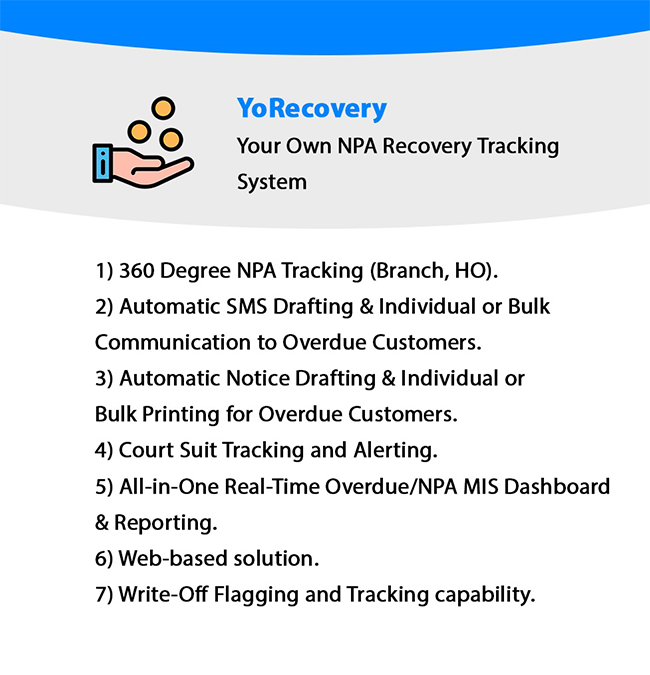 YoRecovery
Your Own NPA Recovery Tracking
System
1) 360 Degree NPA Tracking (Branch, HO).
2) Automatic SMS Drafting & Individual or Bulk
Communication to Overdue Customers.
3) Automatic Notice Drafting & Individual or
Bulk Printing for Overdue Customers.
4) Court Suit Tracking and Alerting.
5) All-in-One Real-Time Overdue/NPA MIS Dashboard
& Reporting.
6) Web-based solution.
7) Write-Off Flagging and Tracking capability.